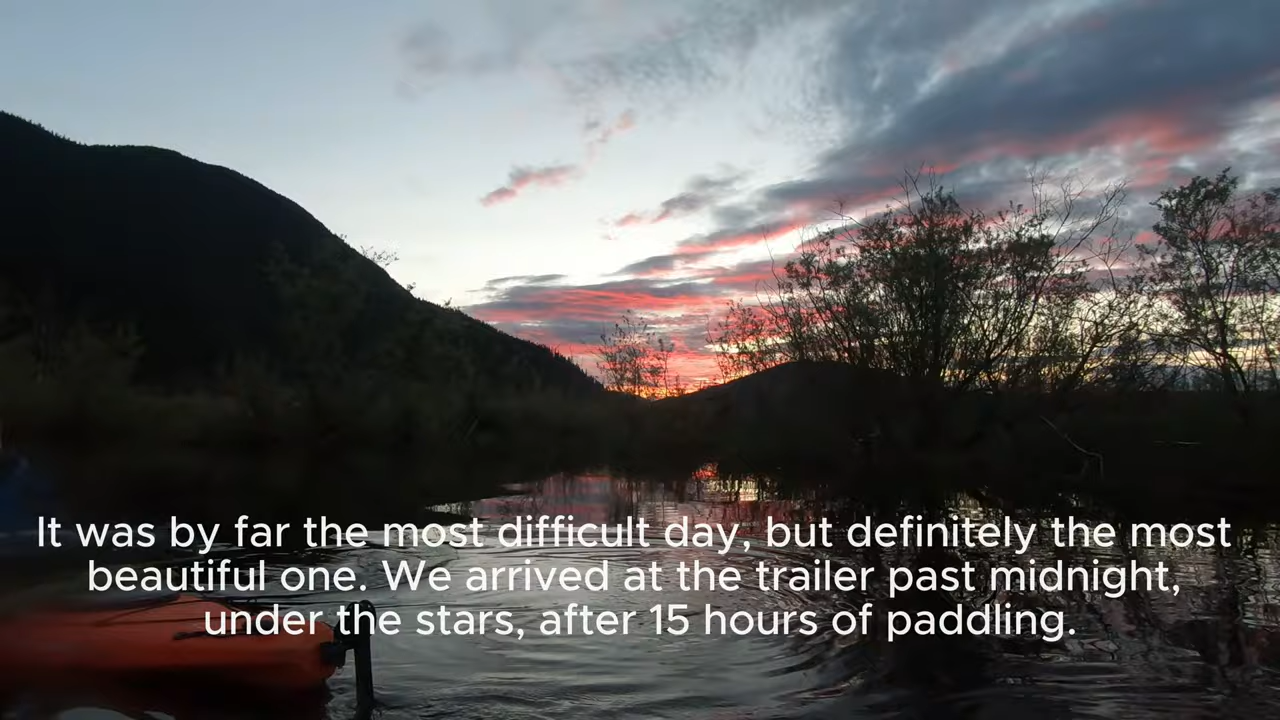 It was by far the most difficult day, but definitely the most
beautiful one. We arrived at the trailer past midnight,
under the stars, after 15 hours of paddling.